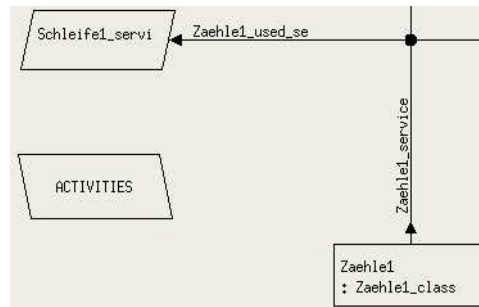 Schleife1_servi
Zaehle1_used_se
Zaehle1_service
ACTIVITIES
Zaehle1
: Zaehle1_class